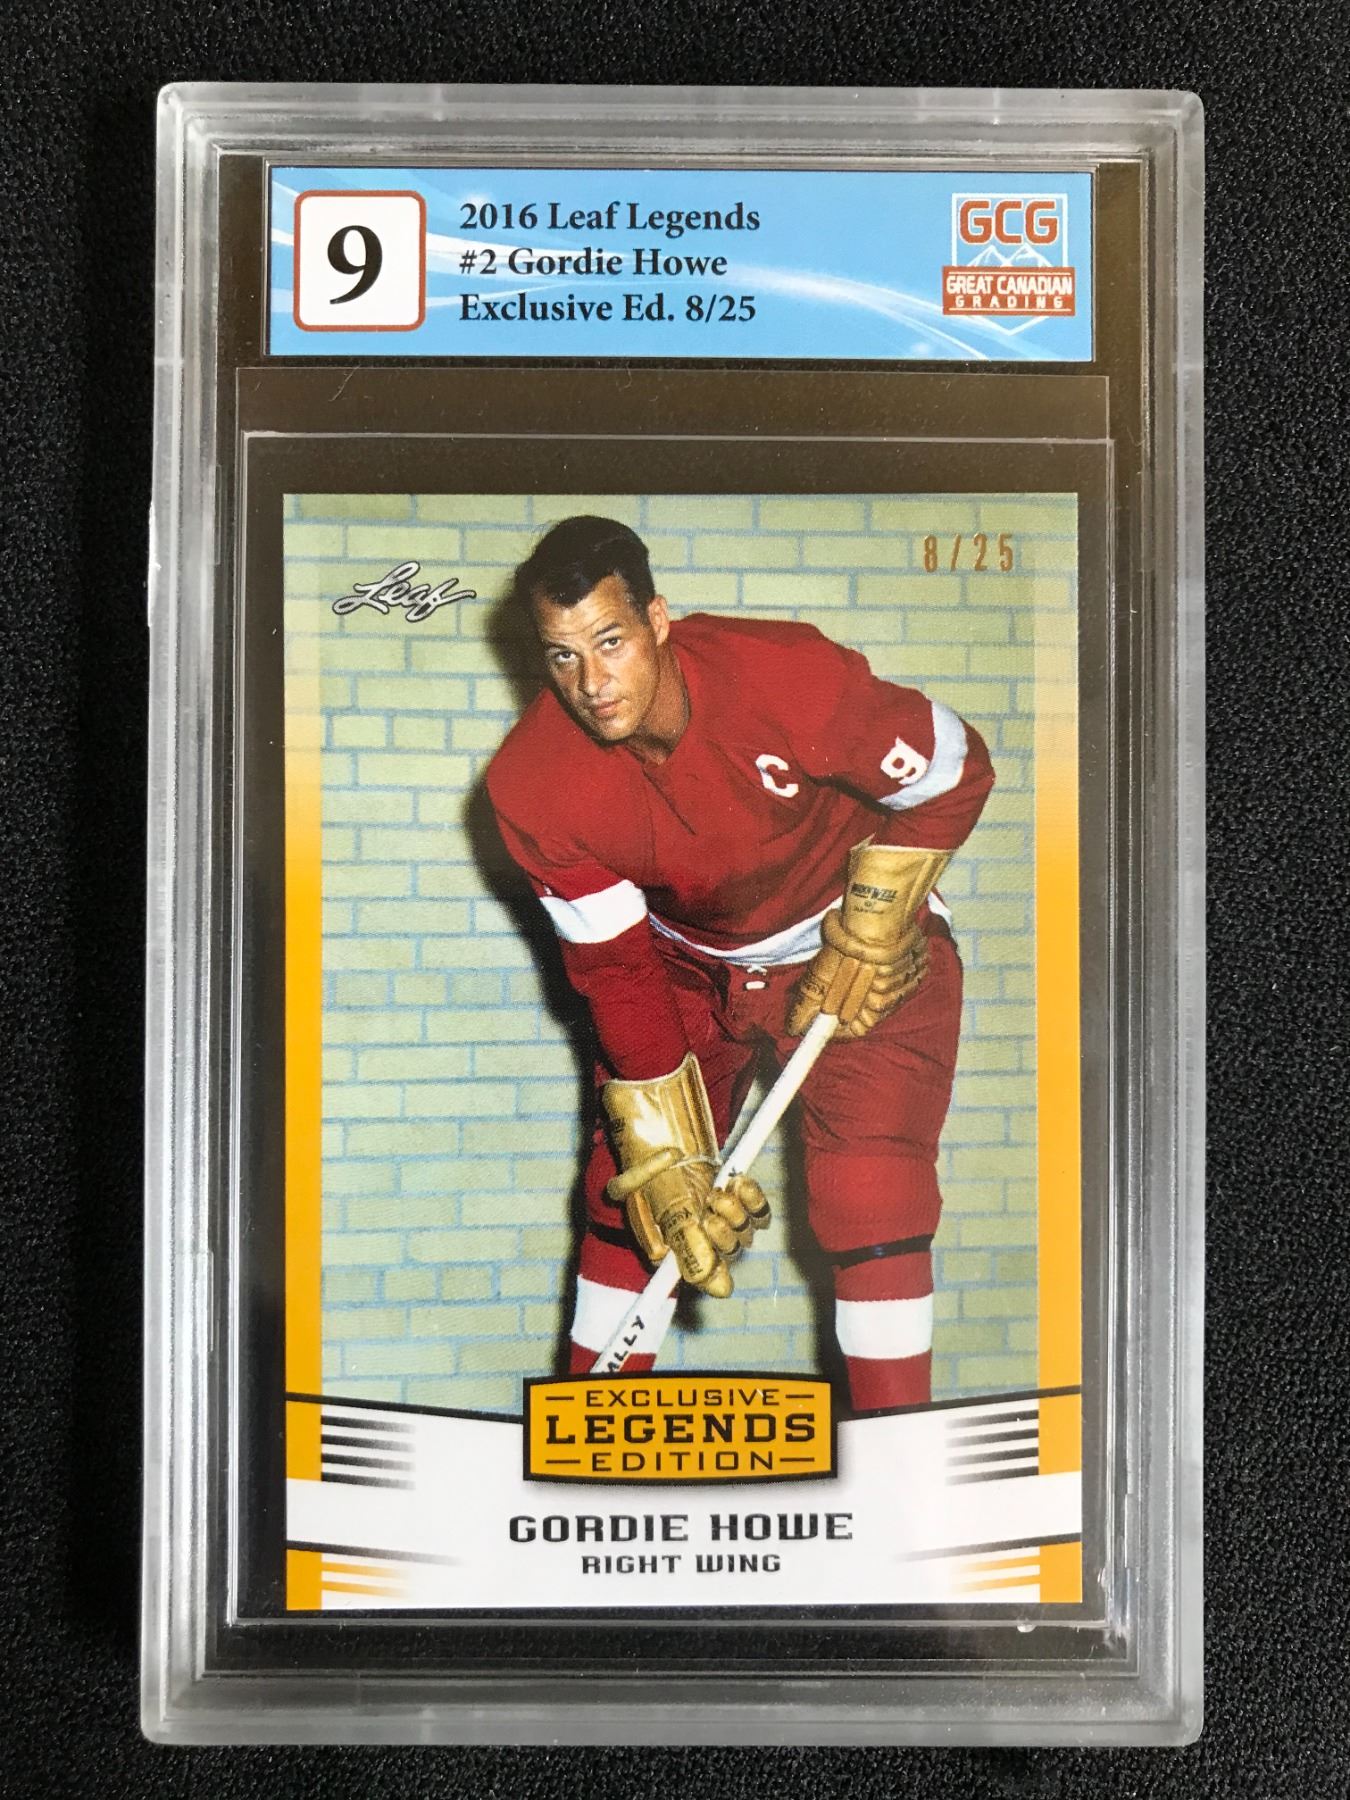 9
2016 Leaf Legends
#2 Gordie Howe
Exclusive Ed. 8/25
GCG
GREAT CANADIAN
GRADING
8/25
Leaf
C
9
EXCLUSIVE
LEGENDS
EDITION
GORDIE HOWE
RIGHT WING